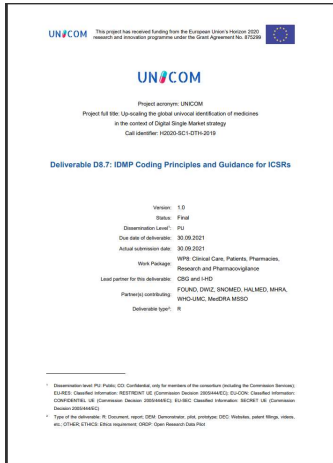 UNICOM
This project has received funding from the European Union's Horizon 2020
research and innovation programme under the Grant Agreement No. 875299
UNICOM
Project acronym: UNICOM
Project full title: Up-scaling the global univocal identification of medicines
in the context of Digital Single Market strategy
Call identifier: H2020-SC1-DTH-2019
Deliverable D8.7: IDMP Coding Principles and Guidance for ICSRs
Version: 1.0
Status: Final
Dissemination Level¹: PU
Due date of deliverable: 30.09.2021
Actual submission date: 30.09.2021
Work Package: WP8: Clinical Care, Patients, Pharmacies,
Research and Pharmacovigilance
Lead partner for this deliverable: CBG and I-HD
Partner(s) contributing: FOUND, DWIZ, SNOMED, HALMED, MHRA,
WHO-UMC, MedDRA MSSO
Deliverable type²: R
¹ Dissemination level: PU: Public; CO: Confidential, only for members of the consortium (including the Commission Services);
EU-RES: Classified Information: RESTREINT UE (Commission Decision 2005/444/EC); EU-CON: Classified Information:
CONFIDENTIEL UE (Commission Decision 2005/444/EC); EU-SEC: Classified Information: SECRET UE (Commission
Decision 2005/444/EC)
² Type of the deliverable: R: Document, report; DEM: Demonstrator, pilot, prototype; DEC: Websites, patent fillings, videos,
etc.; OTHER; ETHICS: Ethics requirement; ORDP: Open Research Data Pilot